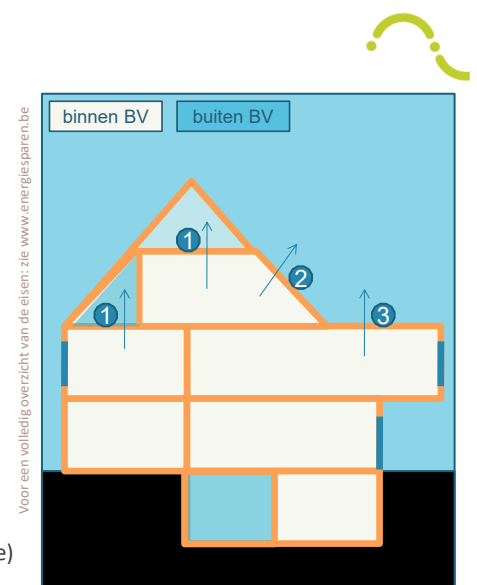 binnen BV
buiten BV
Voor een volledig overzicht van de eisen: zie www.energiesparen.be
1
2
1
3
e)